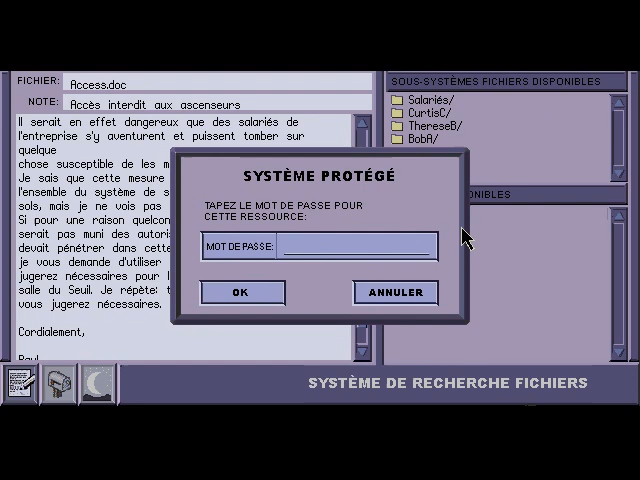 FICHIER: Access.doc
NOTE: Accès interdit aux ascenseurs
Il serait en effet dangereux que des salariés de
l'entreprise s'y aventurent et puissent tomber sur
quelque
chose susceptible de les m
Je sais que cette mesure
l'ensemble du système de s
sols, mais je ne vois pas
Si pour une raison quelcon
serait pas muni des autoris
devait pénétrer dans cette
je vous demande d'utiliser
jugerez nécessaires pour l
salle du Seuil. Je répète: t
vous jugerez nécessaires.
Cordialement,
Paul
SOUS-SYSTÈMES FICHIERS DISPONIBLES
Salariés/
CurtisC/
ThereseB/
BobA/
PONIBLES
SYSTÈME PROTÉGÉ
TAPEZ LE MOT DE PASSE POUR
CETTE RESSOURCE:
MOT DE PASSE:
OK
ANNULER
SYSTÈME DE RECHERCHE FICHIERS